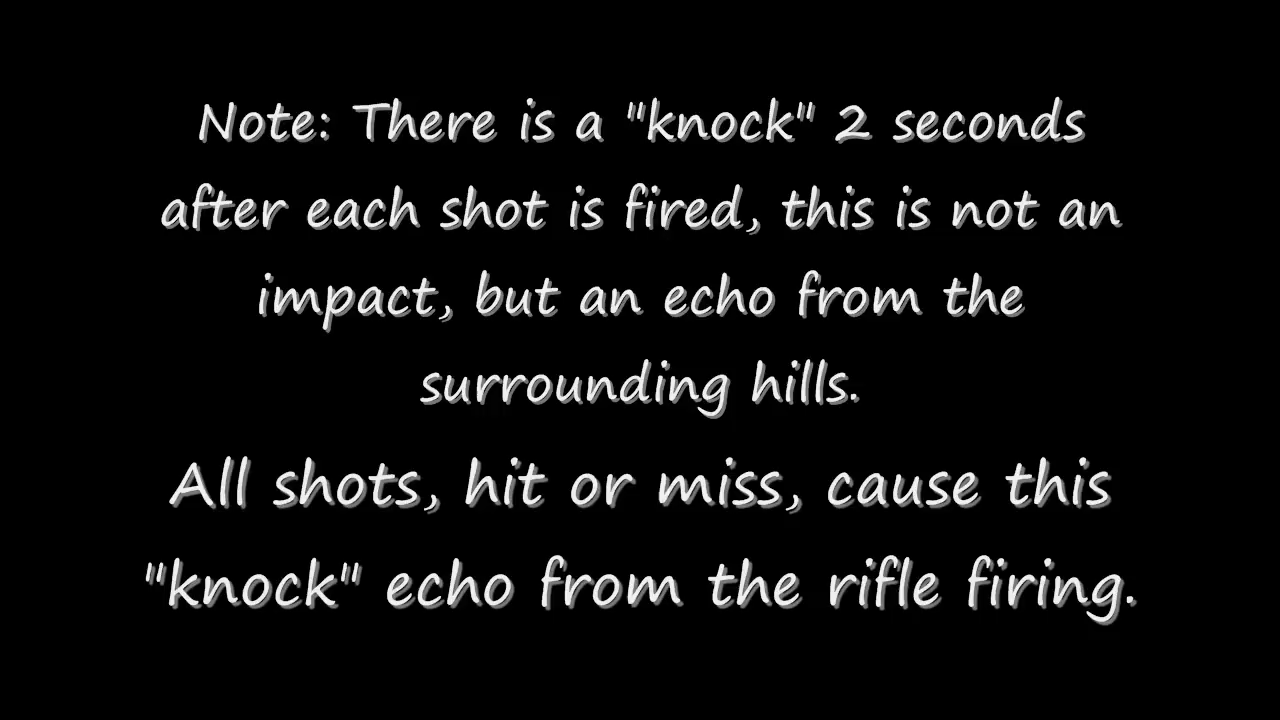 Note: There is a "knock" 2 seconds
after each shot is fired, this is not an
impact, but an echo from the
surrounding hills.
All shots, hit or miss, cause this
"knock" echo from the rifle firing.